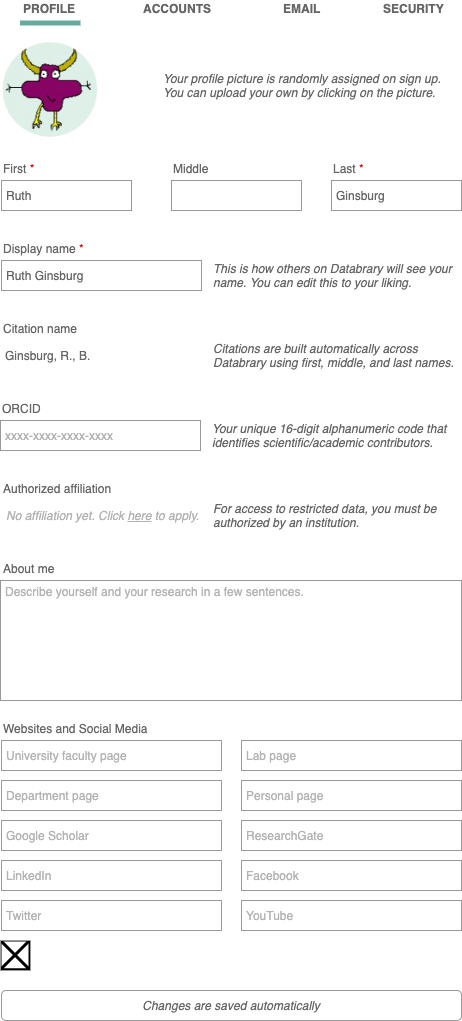 PROFILE ACCOUNTS EMAIL SECURITY
Your profile picture is randomly assigned on sign up.
You can upload your own by clicking on the picture.
First * Middle Last *
Ruth Ginsburg
Display name *
Ruth Ginsburg
This is how others on Databrary will see your
name. You can edit this to your liking.
Citation name
Ginsburg, R., B.
Citations are built automatically across
Databrary using first, middle, and last names.
ORCID
xxxx-xxxx-xxxx-xxxx
Your unique 16-digit alphanumeric code that
identifies scientific/academic contributors.
Authorized affiliation
No affiliation yet. Click here to apply.
For access to restricted data, you must be
authorized by an institution.
About me
Describe yourself and your research in a few sentences.
Websites and Social Media
University faculty page Lab page
Department page Personal page
Google Scholar ResearchGate
LinkedIn Facebook
Twitter YouTube
Changes are saved automatically